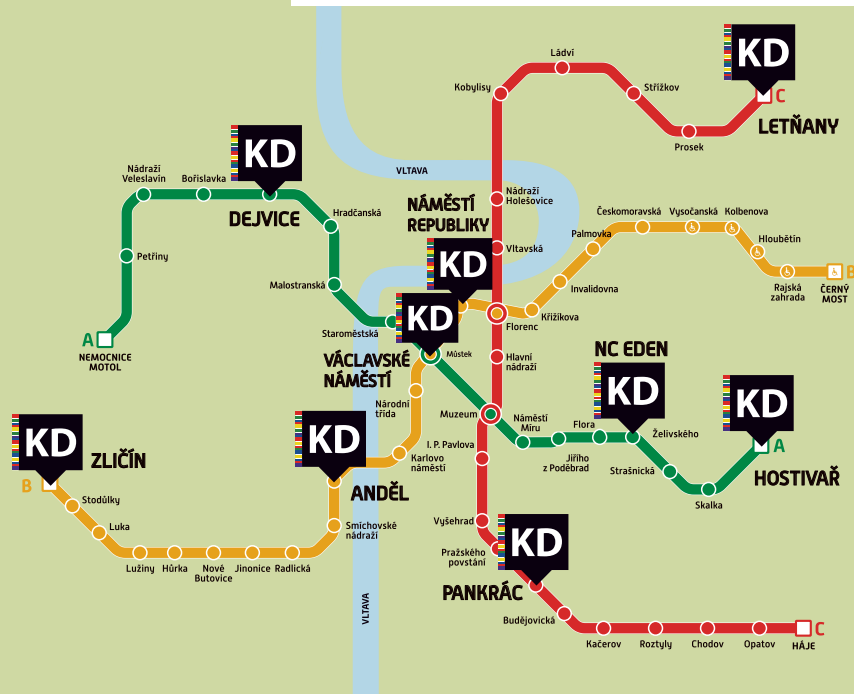 Ládví
KD
Kobylisy
Střížkov
C
LETŇANY
Prosek
KD
Nádraží
Veleslavín
Bořislavka
VLTAVA
DEJVICE
Hradčanská
NÁMĚSTÍ
REPUBLIKY
Nádraží
Holešovice
Českomoravská
Vysočanská
Kolbenova
Palmovka
Hloubětín
Petřiny
Vltavská
KD
Malostranská
Invalidovna
Rajská
zahrada
B
ČERNÝ
MOST
KD
Křižíkova
Florenc
Staroměstská
A
NEMOCNICE
MOTOL
VÁCLAVSKÉ
NÁMĚSTÍ
Můstek
Hlavní
nádraží
NC EDEN
KD
KD
Národní
třída
Muzeum
Náměstí
Míru
Flora
Želivského
A
KD
KD
I. P. Pavlova
Karlovo
náměstí
Jiřího
z Poděbrad
Strašnická
HOSTIVAŘ
ZLIČÍN
B
ANDĚL
Skalka
Stodůlky
Luka
Smíchovské
nádraží
Vyšehrad
KD
Pražského
povstání
Lužiny
Hůrka
Nové
Butovice
Jinonice
Radlická
PANKRÁC
VLTAVA
Budějovická
C
Kačerov
Roztyly
Chodov
Opatov
HÁJE